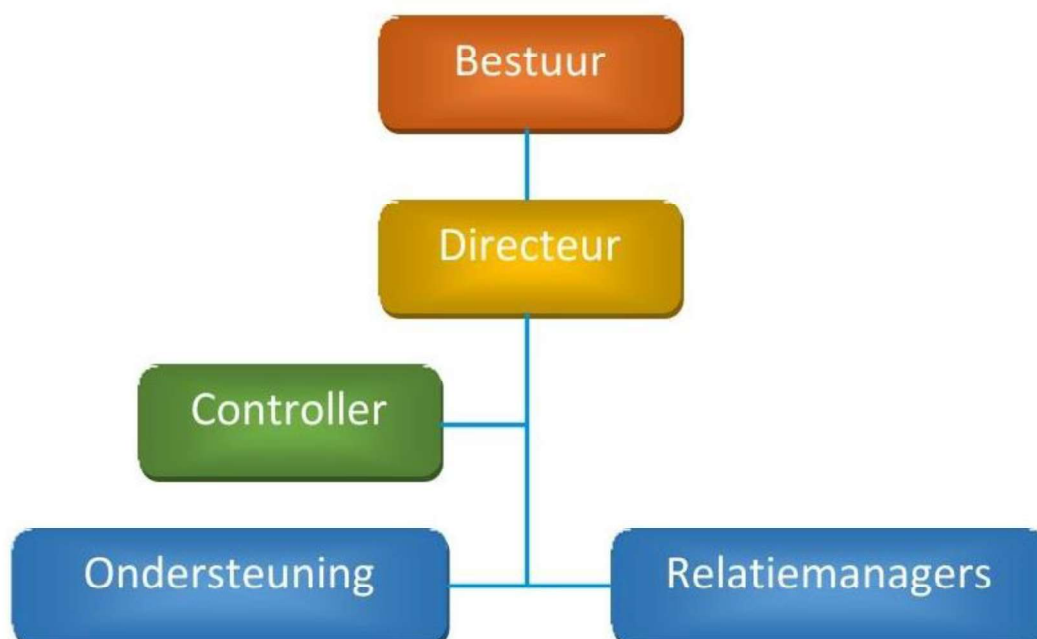 Bestuur
Directeur
Controller
Ondersteuning
Relatiemanagers